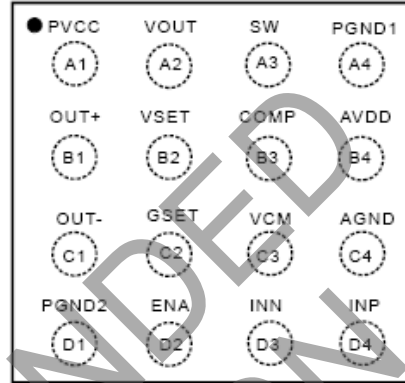 PVCC VOUT SW PGND1
A1 A2 A3 A4
OUT+ VSET COMP AVDD
B1 B2 B3 B4
OUT- GSET VCM AGND
C1 C2 C3 C4
PGND2 ENA INN INP
D1 D2 D3 D4